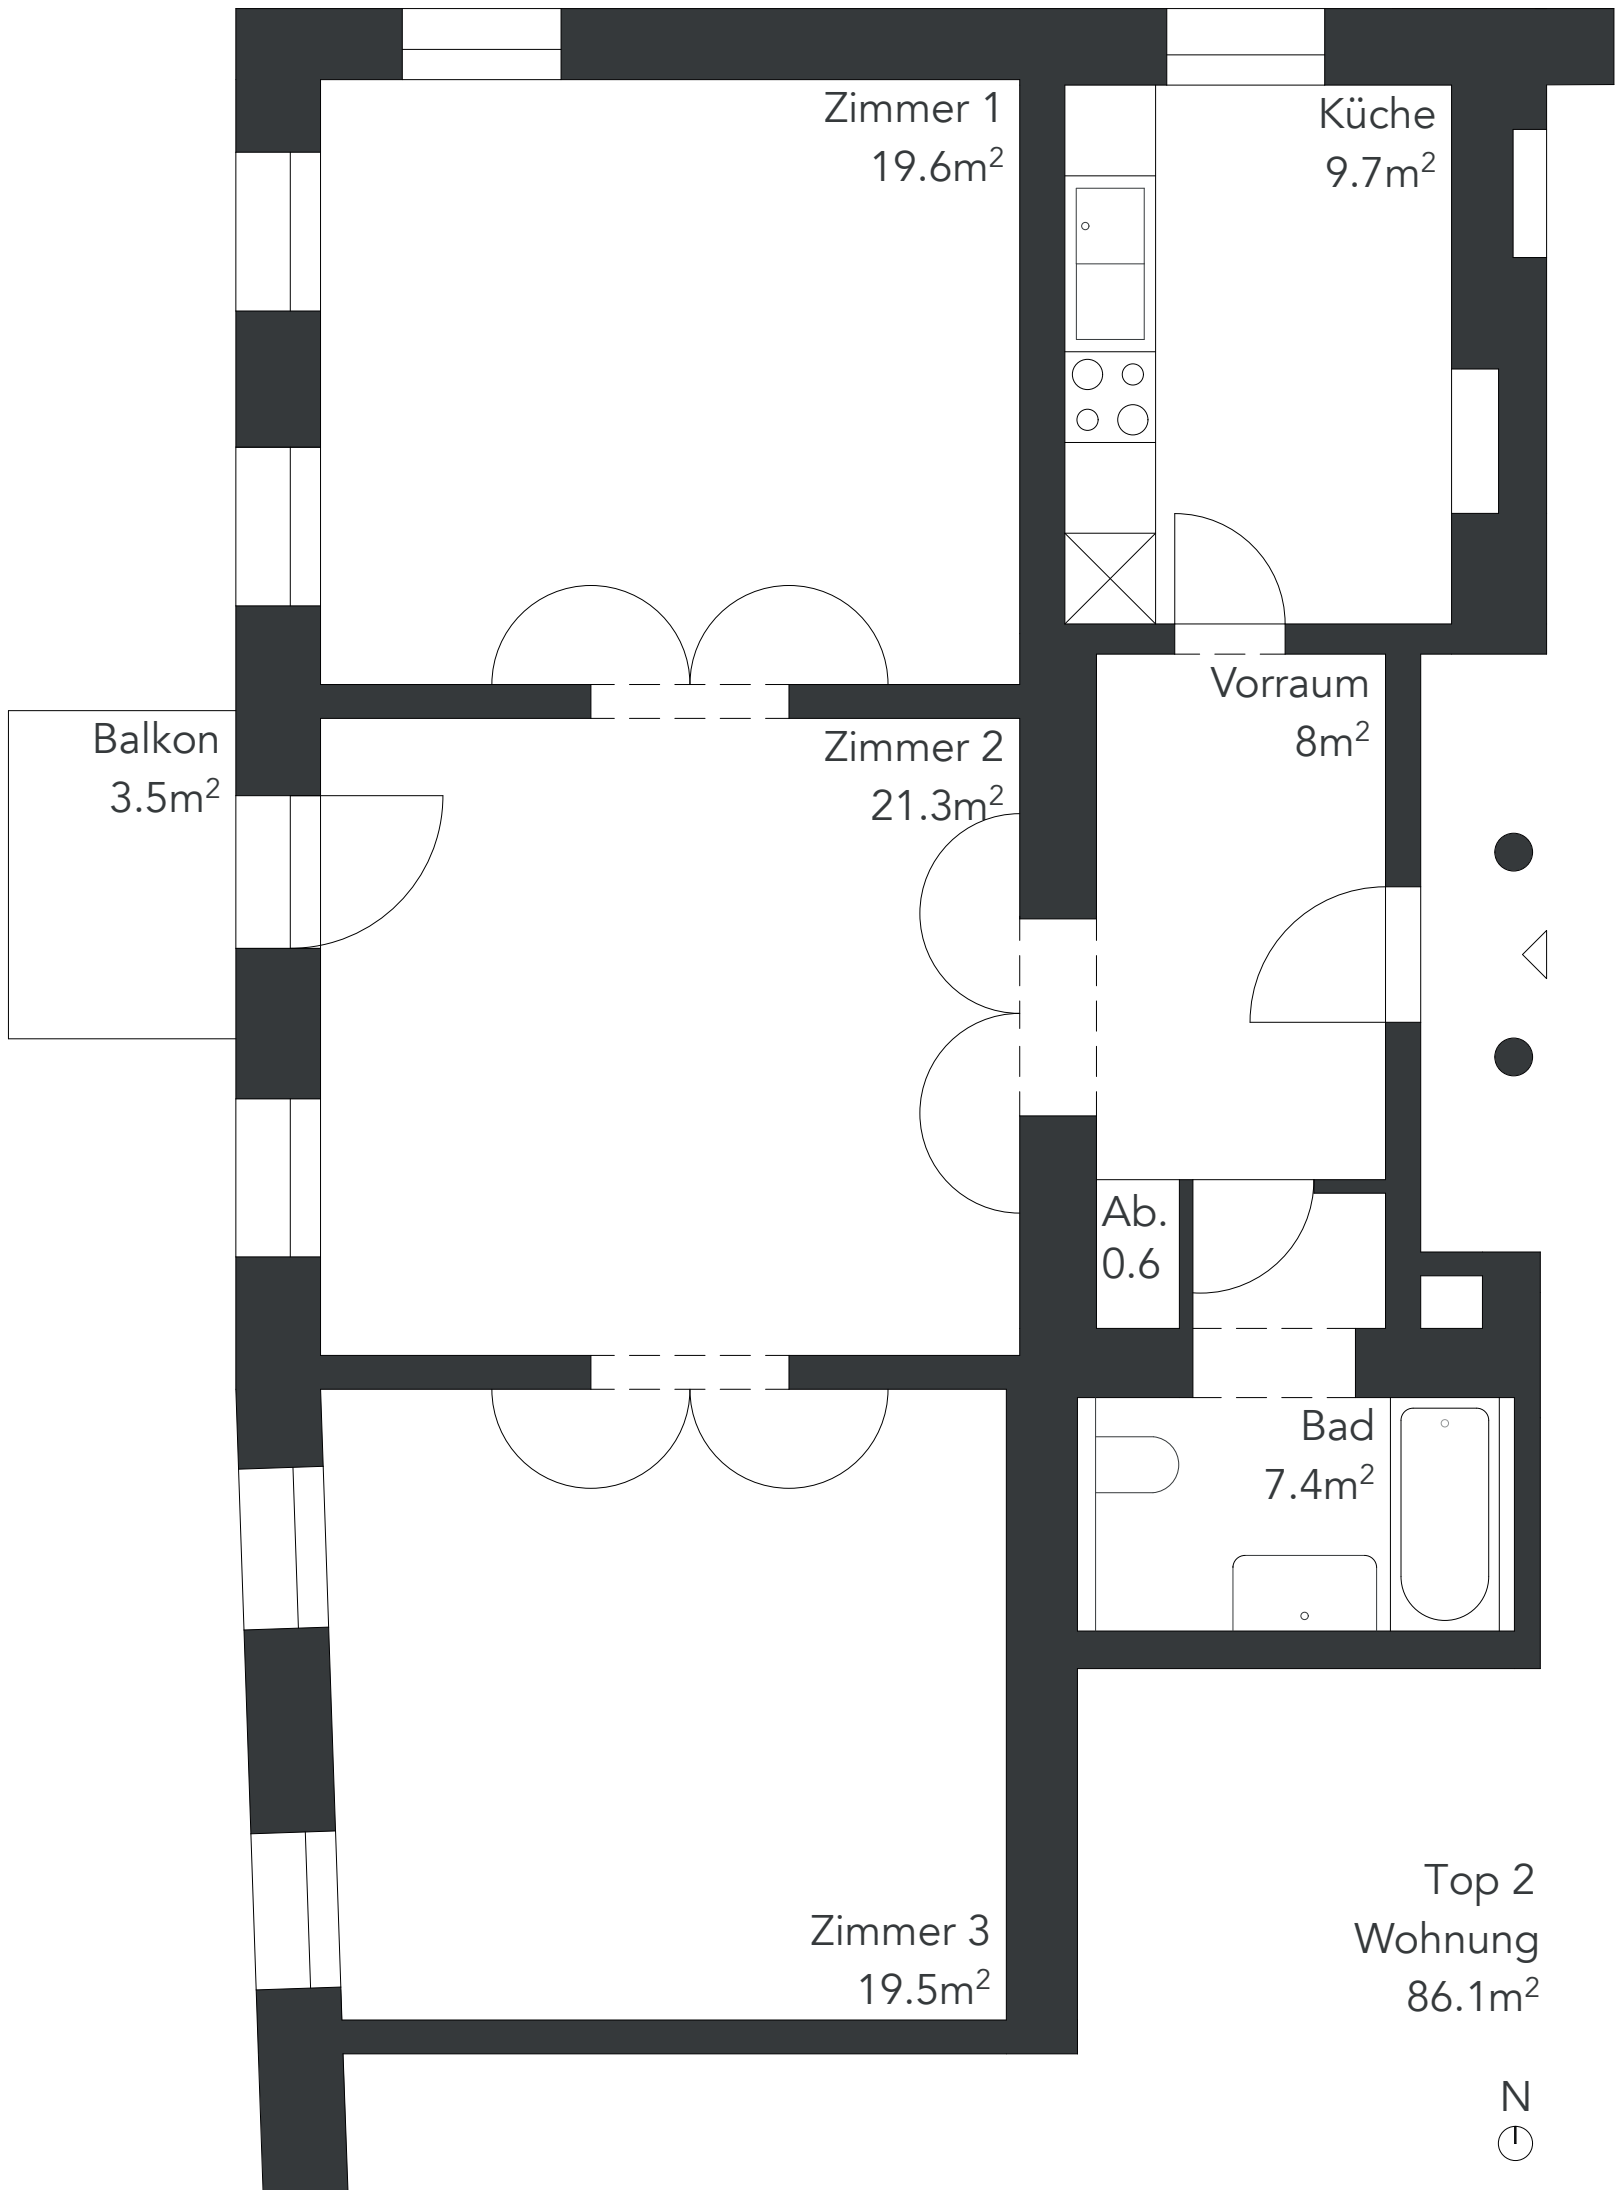 Zimmer 1
19.6m²
Küche
9.7m²
Vorraum
8m²
Balkon
3.5m²
Zimmer 2
21.3m²
Ab.
0.6
Bad
7.4m²
Zimmer 3
19.5m²
Top 2
Wohnung
86.1m²
N